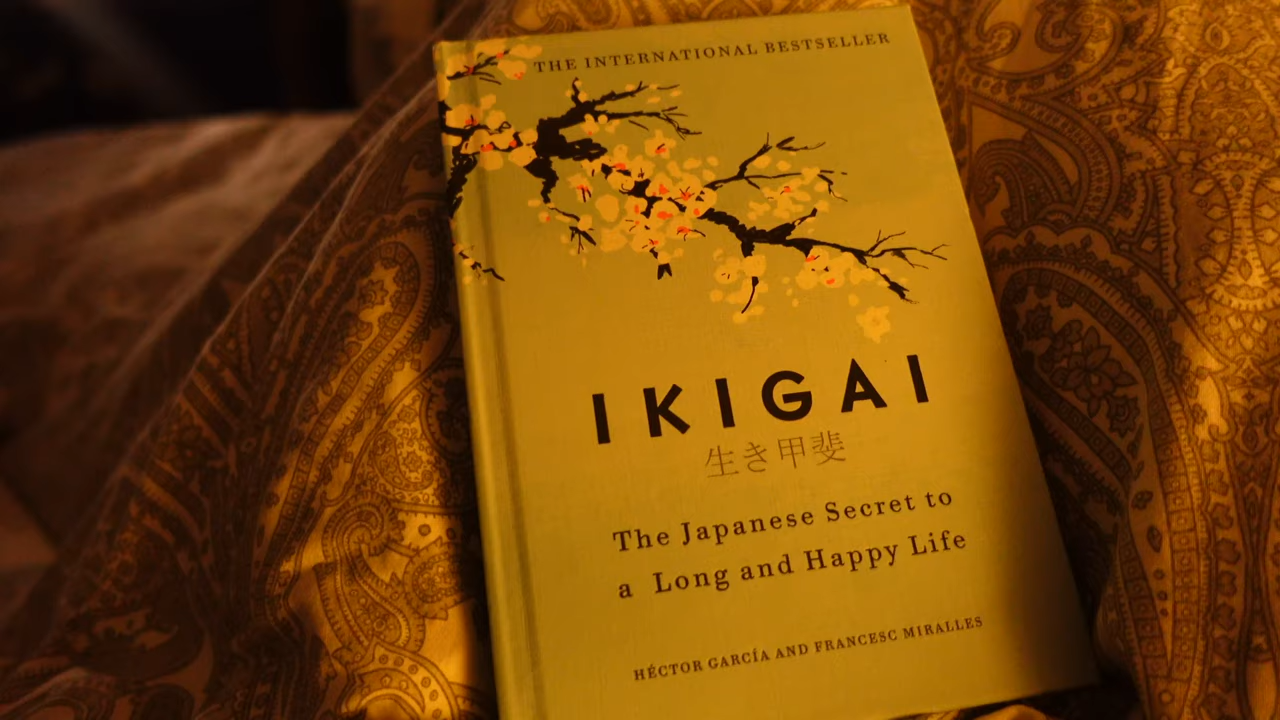 THE INTERNATIONAL BESTSELLER
IKIGAI
生き甲斐
The Japanese Secret to
a Long and Happy Life
HÉCTOR GARCÍA AND FRANCESC MIRALLES